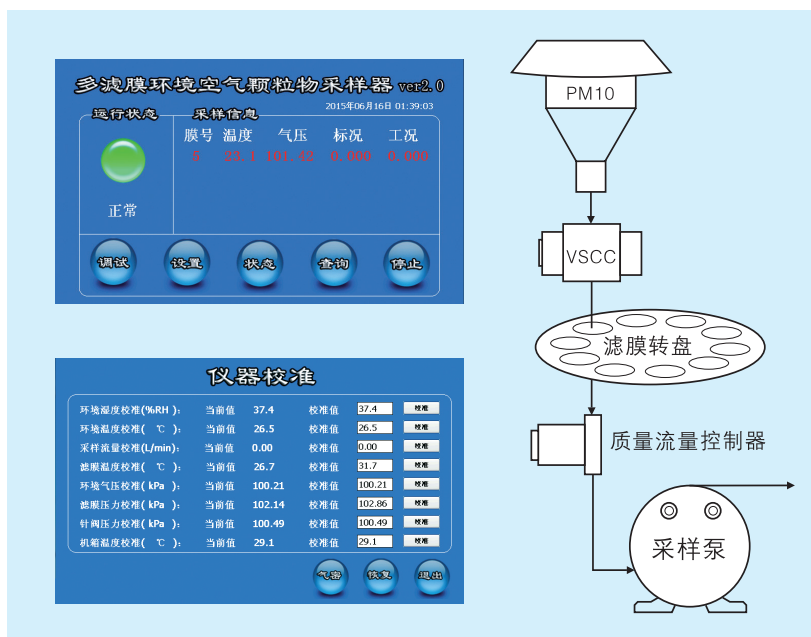 多滤膜环境空气颗粒物采样器 ver2.0
2015年06月16日 01:39:03
运行状态 采样信息
膜号 温度 气压 标况 工况
5 23.1 101.42 0.000 0.000
正常
调试 设置 状态 查询 停止
仪器校准
环境湿度校准(%RH ): 当前值 37.4 校准值 37.4 校准
环境温度校准( ℃ ): 当前值 26.5 校准值 26.5 校准
采样流量校准(L/min): 当前值 0.00 校准值 0.00 校准
滤膜温度校准( ℃ ): 当前值 26.7 校准值 31.7 校准
环境气压校准( kPa ): 当前值 100.21 校准值 100.21 校准
滤膜压力校准( kPa ): 当前值 102.14 校准值 102.86 校准
针阀压力校准( kPa ): 当前值 100.49 校准值 100.49 校准
机箱温度校准( ℃ ): 当前值 29.1 校准值 29.1 校准
气密 恢复 退出
PM10
VSCC
滤膜转盘
质量流量控制器
采样泵